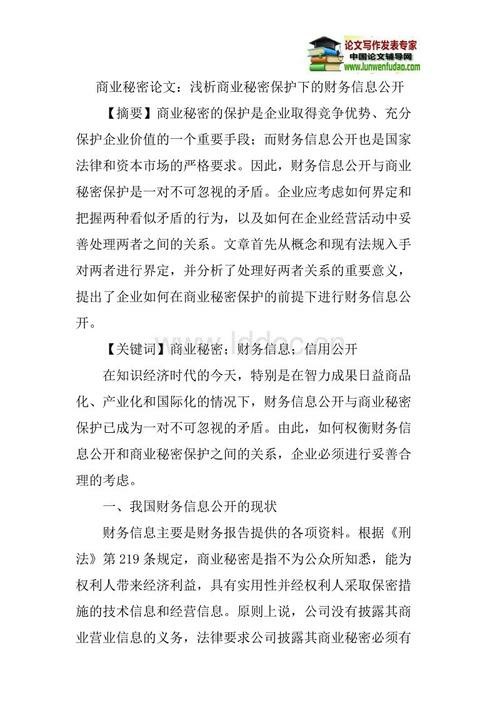 论文写作发表专家
中国论文辅导网
www.lunwenfudao.com
商业秘密论文：浅析商业秘密保护下的财务信息公开
【摘要】商业秘密的保护是企业取得竞争优势、充分
保护企业价值的一个重要手段；而财务信息公开也是国家
法律和资本市场的严格要求。因此，财务信息公开与商业
秘密保护是一对不可忽视的矛盾。企业应考虑如何界定和
把握两种看似矛盾的行为，以及如何在企业经营活动中妥
善处理两者之间的关系。文章首先从概念和现有法规入手
对两者进行界定，并分析了处理好两者关系的重要意义，
提出了企业如何在商业秘密保护的前提下进行财务信息公
开。
www.lddoc.cn
【关键词】商业秘密；财务信息；信用公开
在知识经济时代的今天，特别是在智力成果日益商品
化、产业化和国际化的情况下，财务信息公开与商业秘密
保护已成为一对不可忽视的矛盾。由此，如何权衡财务信
息公开和商业秘密保护之间的关系，企业必须进行妥善合
理的考虑。
一、我国财务信息公开的现状
财务信息主要是财务报告提供的各项资料。根据《刑
法》第 219 条规定，商业秘密是指不为公众所知悉，能为
权利人带来经济利益，具有实用性并经权利人采取保密措
施的技术信息和经营信息。原则上说，公司没有披露其商
业营业信息的义务，法律要求公司披露其商业秘密必须有